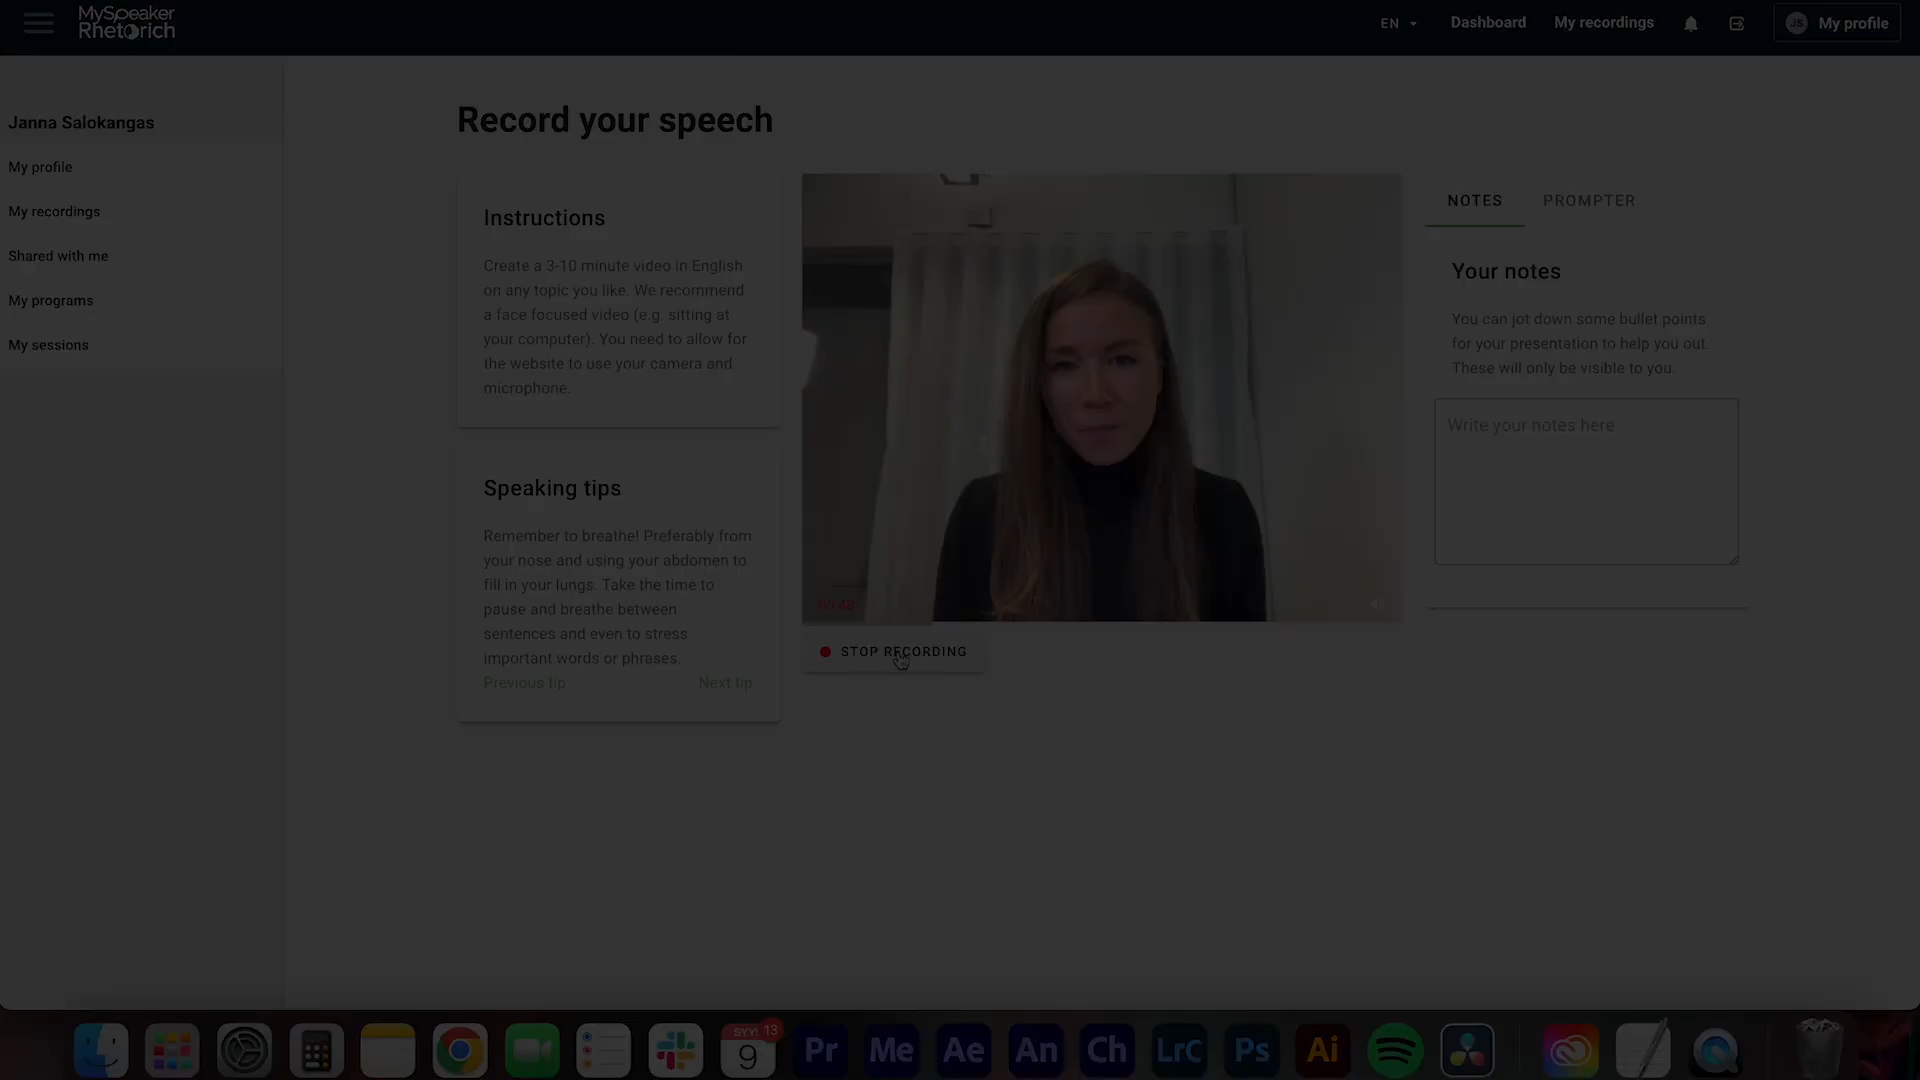 MySpeaker
Rhetorich
EN
Dashboard
My recordings
JS
My profile
Janna Salokangas
My profile
My recordings
Shared with me
My programs
My sessions
Record your speech
Instructions
Create a 3-10 minute video in English
on any topic you like. We recommend
a face focused video (e.g. sitting at
your computer). You need to allow for
the website to use your camera and
microphone.
Speaking tips
Remember to breathe! Preferably from
your nose and using your abdomen to
fill in your lungs. Take the time to
pause and breathe between
sentences and even to stress
important words or phrases.
Previous tip
Next tip
00:48
STOP RECORDING
NOTES
PROMPTER
Your notes
You can jot down some bullet points
for your presentation to help you out.
These will only be visible to you.
Write your notes here
SYY
13
9
Pr
Me
Ae
An
Ch
LrC
Ps
Ai